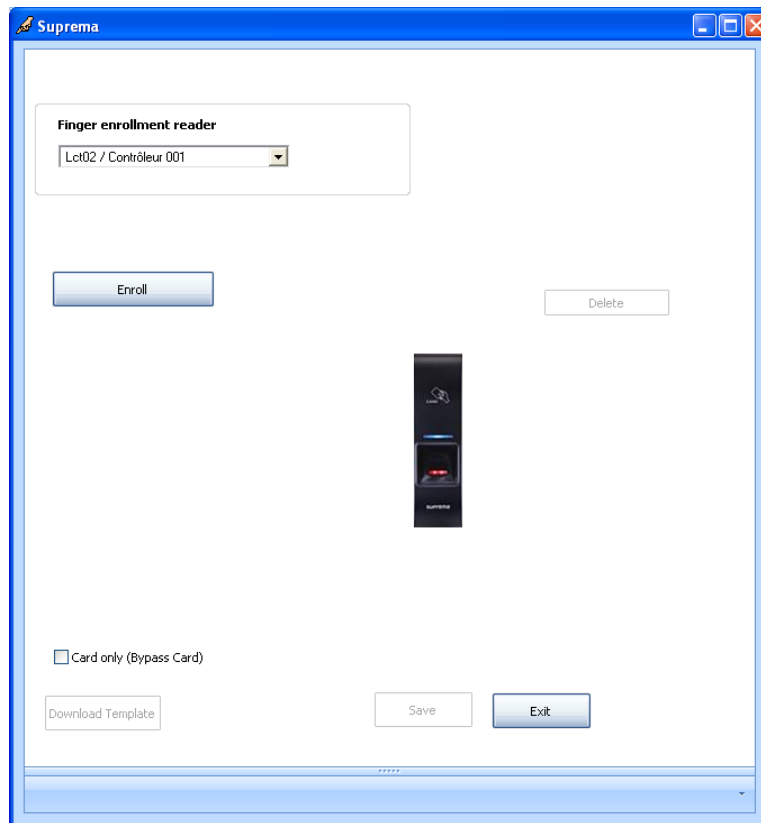 Suprema
Finger enrollment reader
Lct02 / Contrôleur 001
Enroll
Delete
CARD
suprema
Card only (Bypass Card)
Download Template
Save
Exit